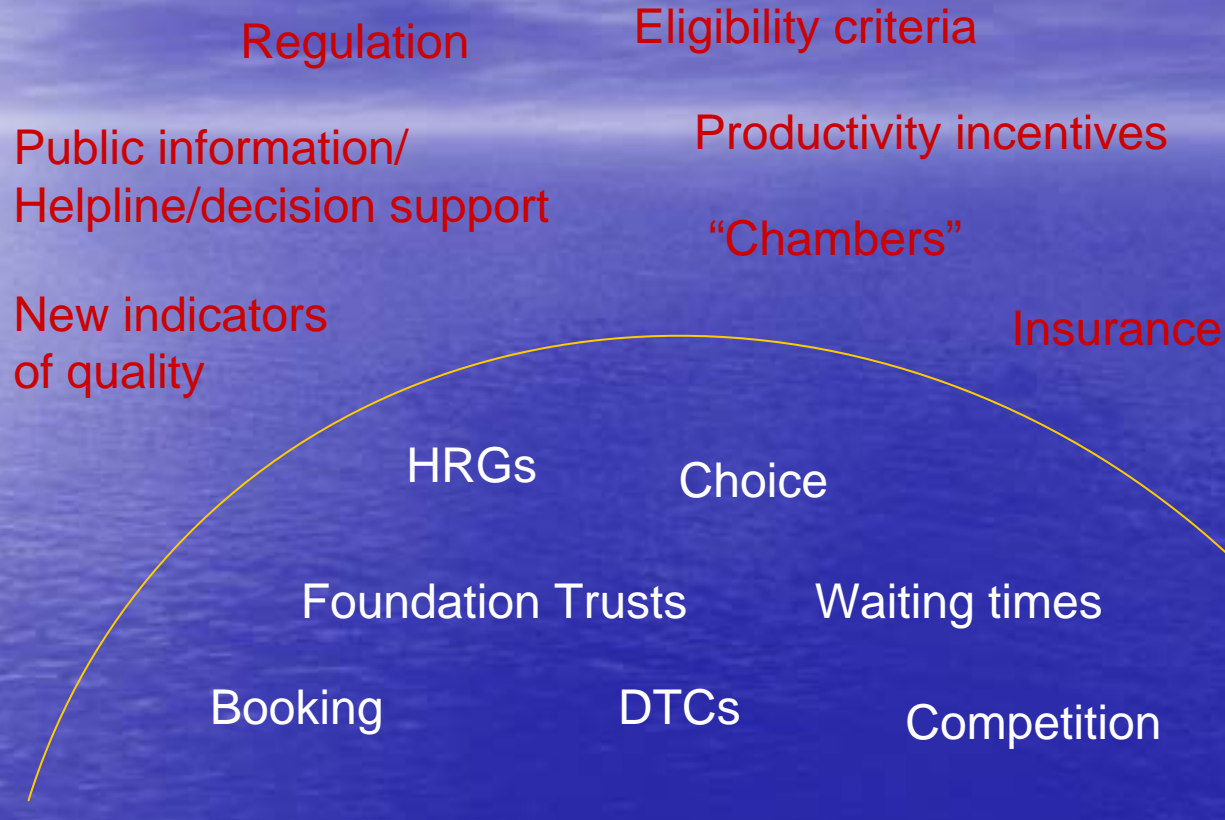 Regulation
Eligibility criteria
Public information/
Helpline/decision support
Productivity incentives
“Chambers”
New indicators
of quality
Insurance
HRGs
Choice
Foundation Trusts
Waiting times
Booking
DTCs
Competition